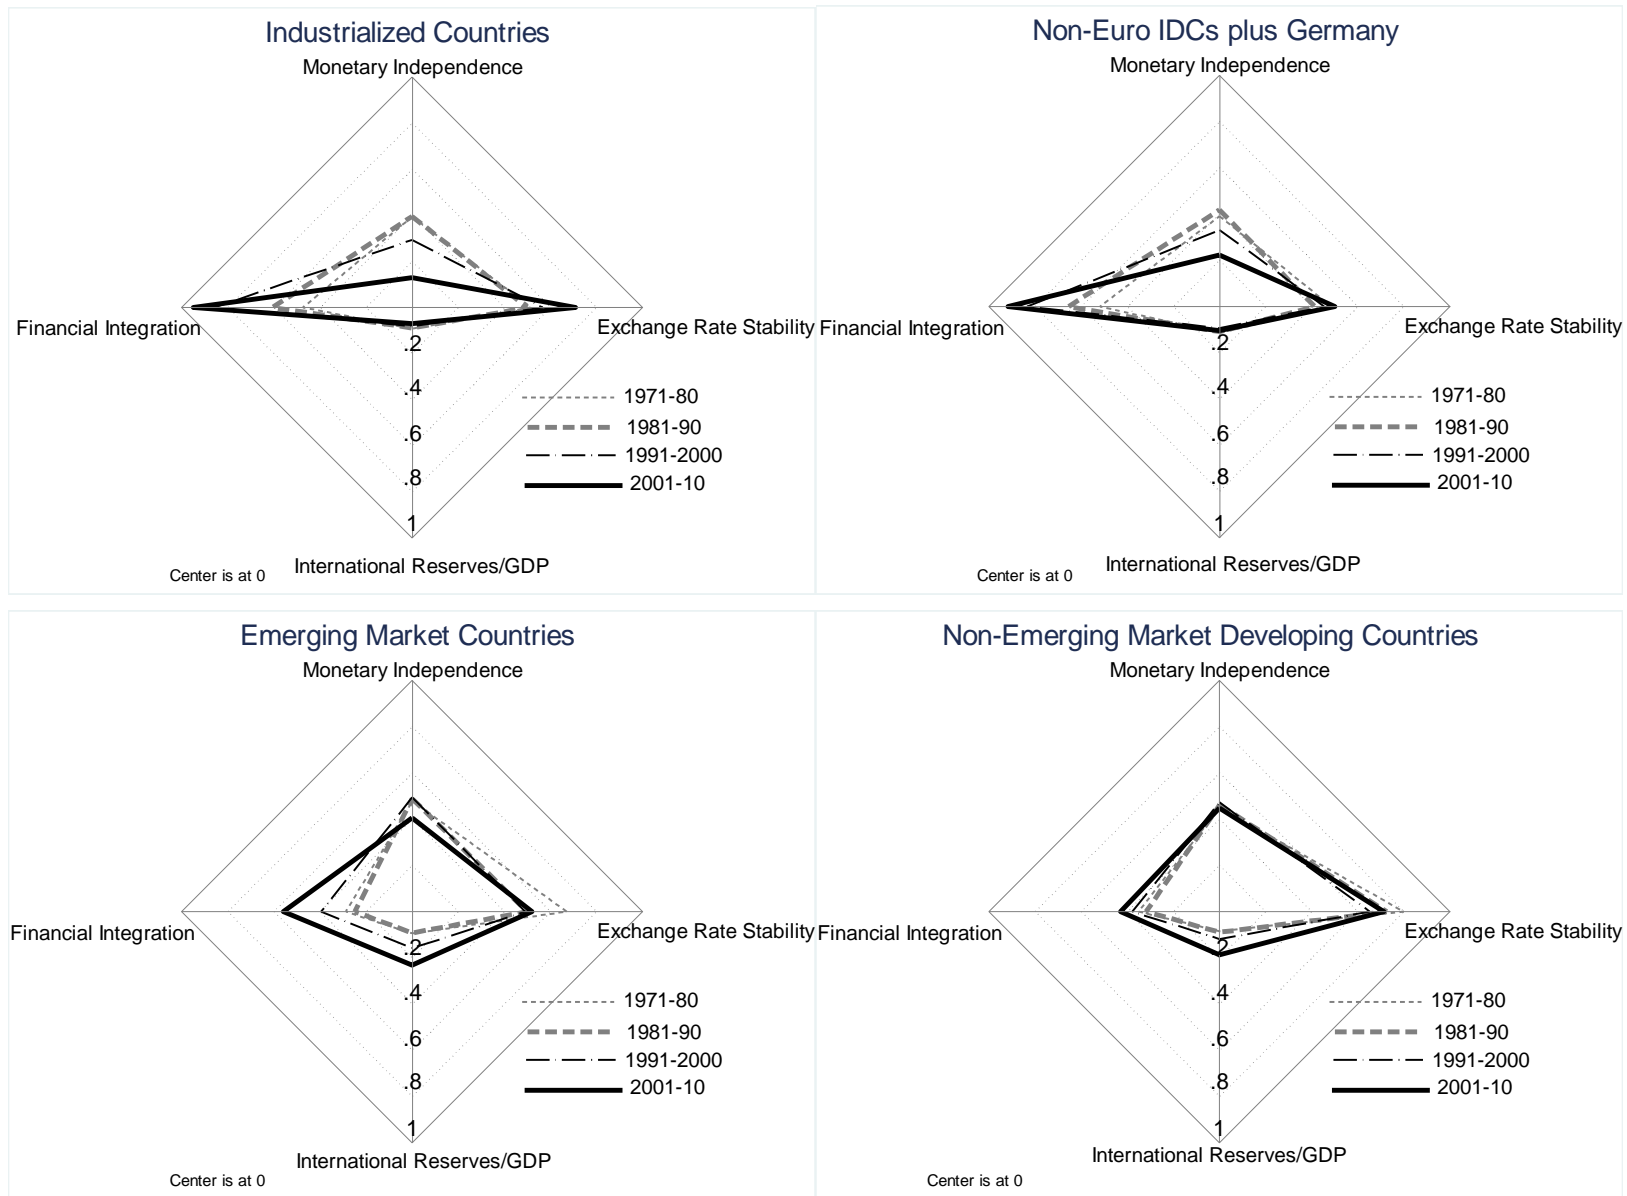 Industrialized Countries
Monetary Independence
Financial Integration
Exchange Rate Stability
.2
.4
.6
.8
1
1971-80
1981-90
1991-2000
2001-10
International Reserves/GDP
Center is at 0
Non-Euro IDCs plus Germany
Monetary Independence
Financial Integration
Exchange Rate Stability
.2
.4
.6
.8
1
1971-80
1981-90
1991-2000
2001-10
International Reserves/GDP
Center is at 0
Emerging Market Countries
Monetary Independence
Financial Integration
Exchange Rate Stability
.2
.4
.6
.8
1
1971-80
1981-90
1991-2000
2001-10
International Reserves/GDP
Center is at 0
Non-Emerging Market Developing Countries
Monetary Independence
Financial Integration
Exchange Rate Stability
.2
.4
.6
.8
1
1971-80
1981-90
1991-2000
2001-10
International Reserves/GDP
Center is at 0